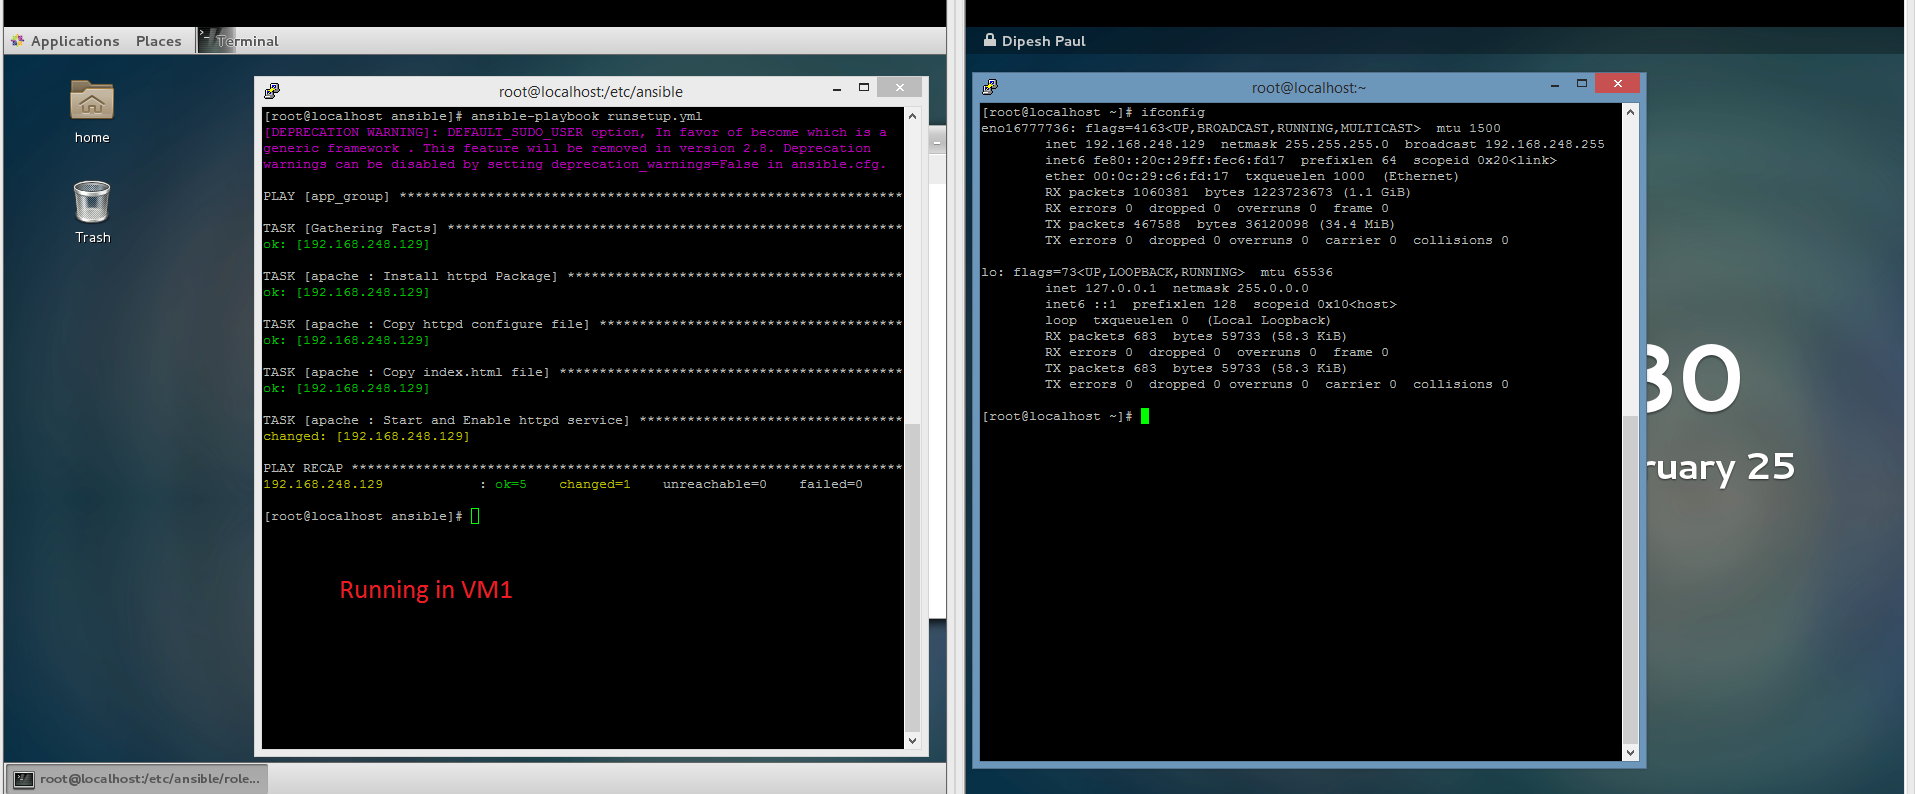 Applications Places Terminal
home
Trash
root@localhost:/etc/ansible
[root@localhost ansible]# ansible-playbook runsetup.yml
[DEPRECATION WARNING]: DEFAULT_SUDO_USER option, In favor of become which is a
generic framework . This feature will be removed in version 2.8. Deprecation
warnings can be disabled by setting deprecation_warnings=False in ansible.cfg.
PLAY [app_group] ***************************************************************
TASK [Gathering Facts] *********************************************************
ok: [192.168.248.129]
TASK [apache : Install httpd Package] ******************************************
ok: [192.168.248.129]
TASK [apache : Copy httpd configure file] **************************************
ok: [192.168.248.129]
TASK [apache : Copy index.html file] *******************************************
ok: [192.168.248.129]
TASK [apache : Start and Enable httpd service] *********************************
changed: [192.168.248.129]
PLAY RECAP *********************************************************************
192.168.248.129 : ok=5 changed=1 unreachable=0 failed=0
[root@localhost ansible]#
Running in VM1
root@localhost:/etc/ansible/role...
Dipesh Paul
root@localhost:~
[root@localhost ~]# ifconfig
eno16777736: flags=4163<UP,BROADCAST,RUNNING,MULTICAST> mtu 1500
inet 192.168.248.129 netmask 255.255.255.0 broadcast 192.168.248.255
inet6 fe80::20c:29ff:fec6:fd17 prefixlen 64 scopeid 0x20<link>
ether 00:0c:29:c6:fd:17 txqueuelen 1000 (Ethernet)
RX packets 1060381 bytes 1223723673 (1.1 GiB)
RX errors 0 dropped 0 overruns 0 frame 0
TX packets 467588 bytes 36120098 (34.4 MiB)
TX errors 0 dropped 0 overruns 0 carrier 0 collisions 0
lo: flags=73<UP,LOOPBACK,RUNNING> mtu 65536
inet 127.0.0.1 netmask 255.0.0.0
inet6 ::1 prefixlen 128 scopeid 0x10<host>
loop txqueuelen 0 (Local Loopback)
RX packets 683 bytes 59733 (58.3 KiB)
RX errors 0 dropped 0 overruns 0 frame 0
TX packets 683 bytes 59733 (58.3 KiB)
TX errors 0 dropped 0 overruns 0 carrier 0 collisions 0
[root@localhost ~]#
30
ruary 25